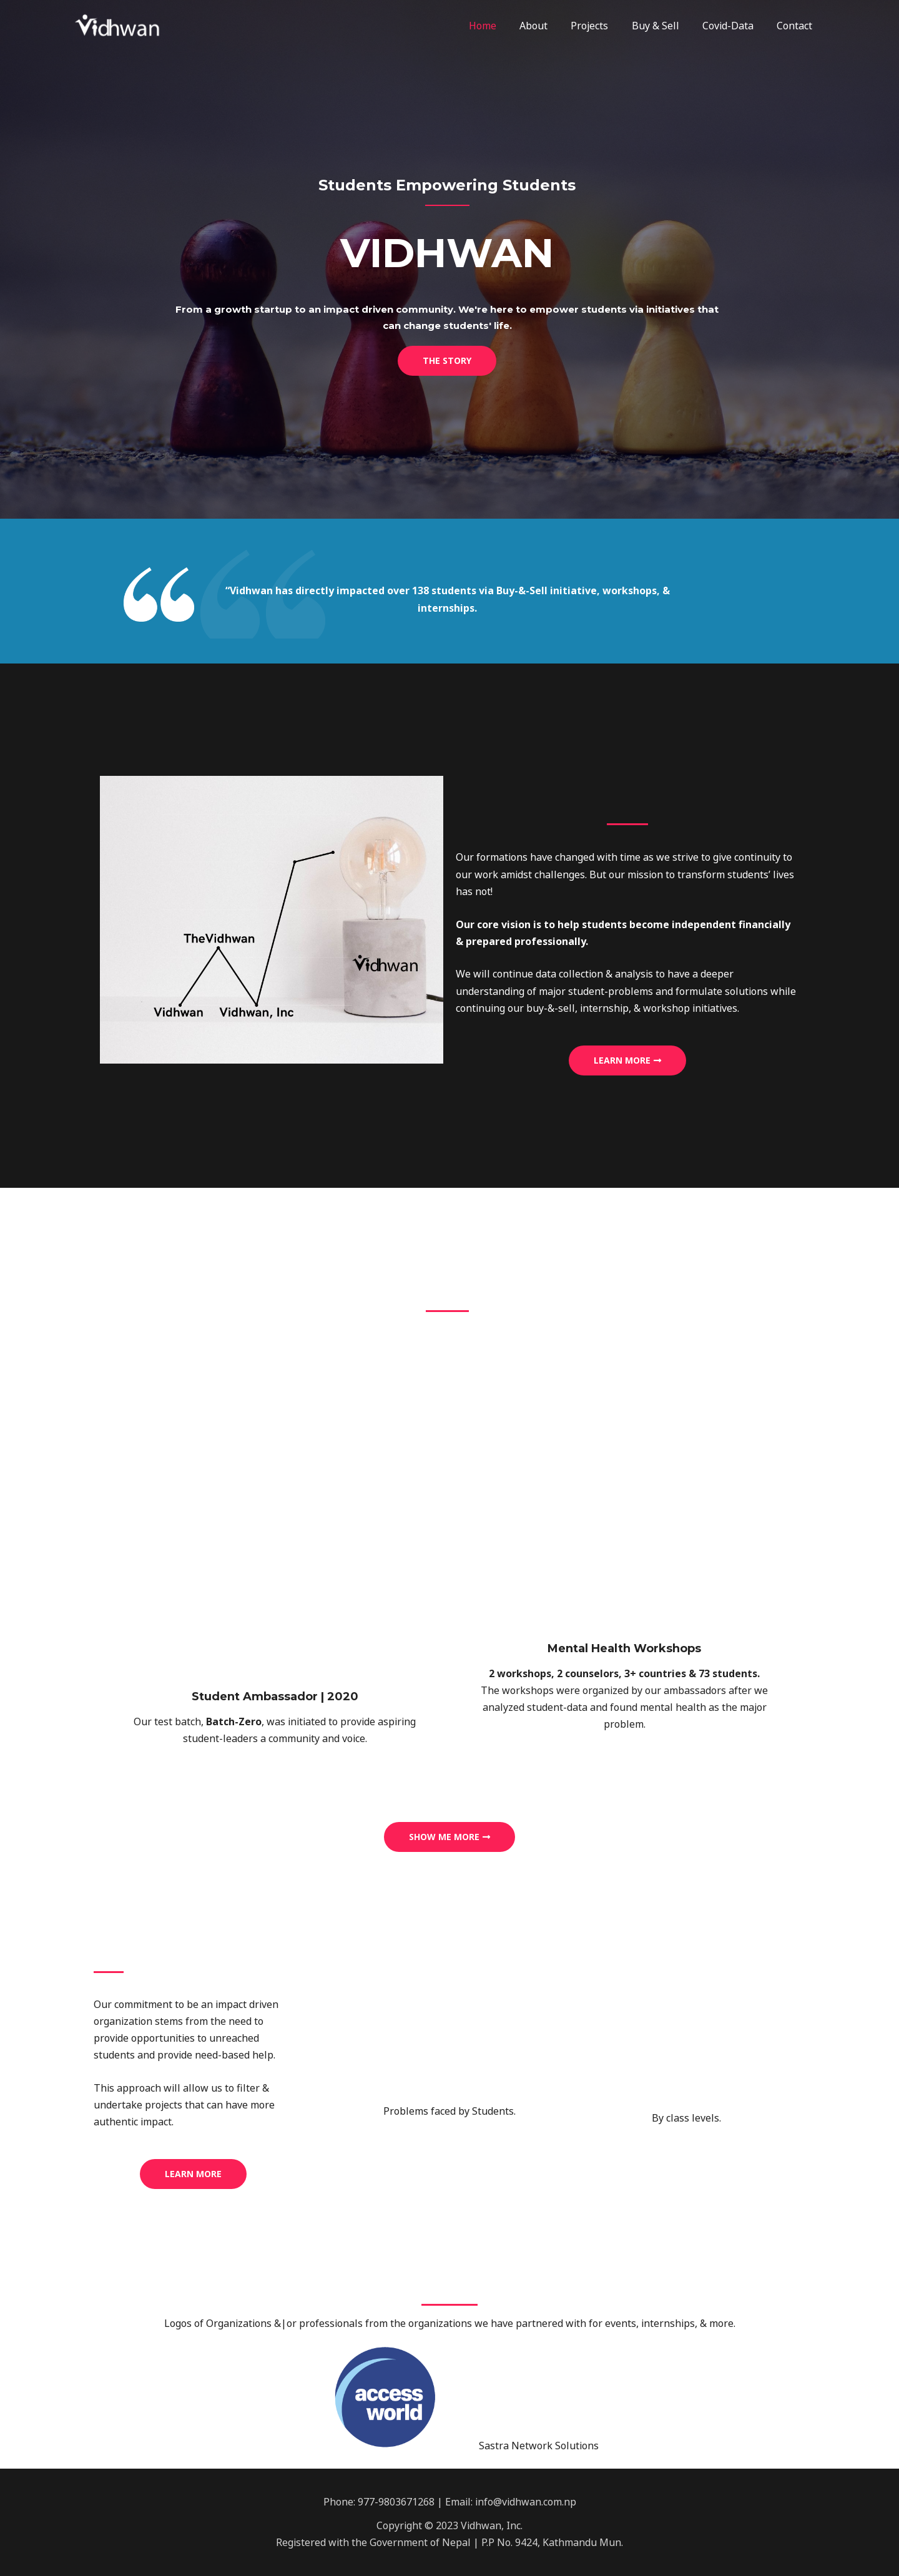 Vidhwan
Home About Projects Buy & Sell Covid-Data Contact
Students Empowering Students
VIDHWAN
From a growth startup to an impact driven community. We're here to empower students via initiatives that
can change students' life.
THE STORY
“Vidhwan has directly impacted over 138 students via Buy-&-Sell initiative, workshops, &
internships.
TheVidhwan
Vidhwan
Vidhwan Vidhwan, Inc
Our formations have changed with time as we strive to give continuity to
our work amidst challenges. But our mission to transform students’ lives
has not!
Our core vision is to help students become independent financially
& prepared professionally.
We will continue data collection & analysis to have a deeper
understanding of major student-problems and formulate solutions while
continuing our buy-&-sell, internship, & workshop initiatives.
LEARN MORE
Student Ambassador | 2020
Our test batch, Batch-Zero, was initiated to provide aspiring
student-leaders a community and voice.
Mental Health Workshops
2 workshops, 2 counselors, 3+ countries & 73 students.
The workshops were organized by our ambassadors after we
analyzed student-data and found mental health as the major
problem.
SHOW ME MORE
Our commitment to be an impact driven
organization stems from the need to
provide opportunities to unreached
students and provide need-based help.
This approach will allow us to filter &
undertake projects that can have more
authentic impact.
LEARN MORE
Problems faced by Students.
By class levels.
Logos of Organizations &|or professionals from the organizations we have partnered with for events, internships, & more.
access
world
Sastra Network Solutions
Phone: 977-9803671268 | Email: info@vidhwan.com.np
Copyright © 2023 Vidhwan, Inc.
Registered with the Government of Nepal | P.P No. 9424, Kathmandu Mun.